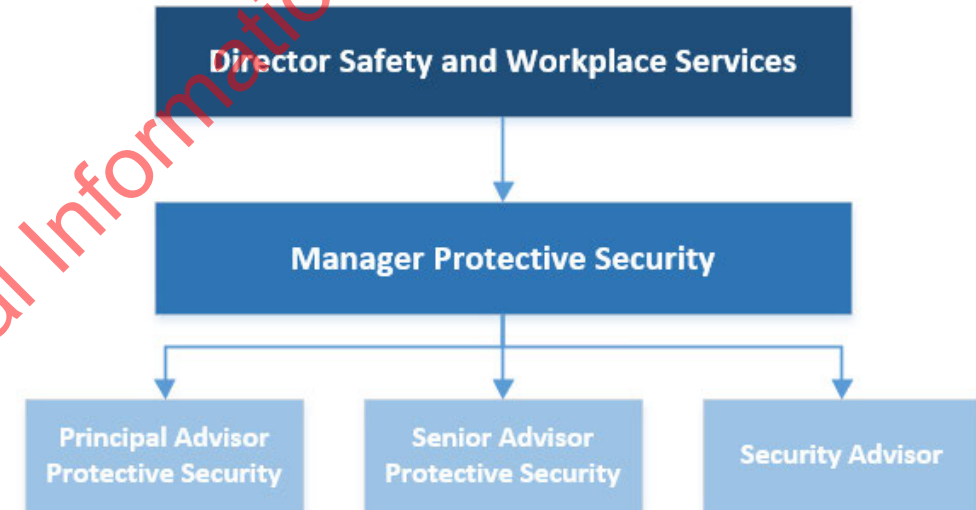 Director Safety and Workplace Services
Manager Protective Security
Principal Advisor
Protective Security
Senior Advisor
Protective Security
Security Advisor
al Informatio